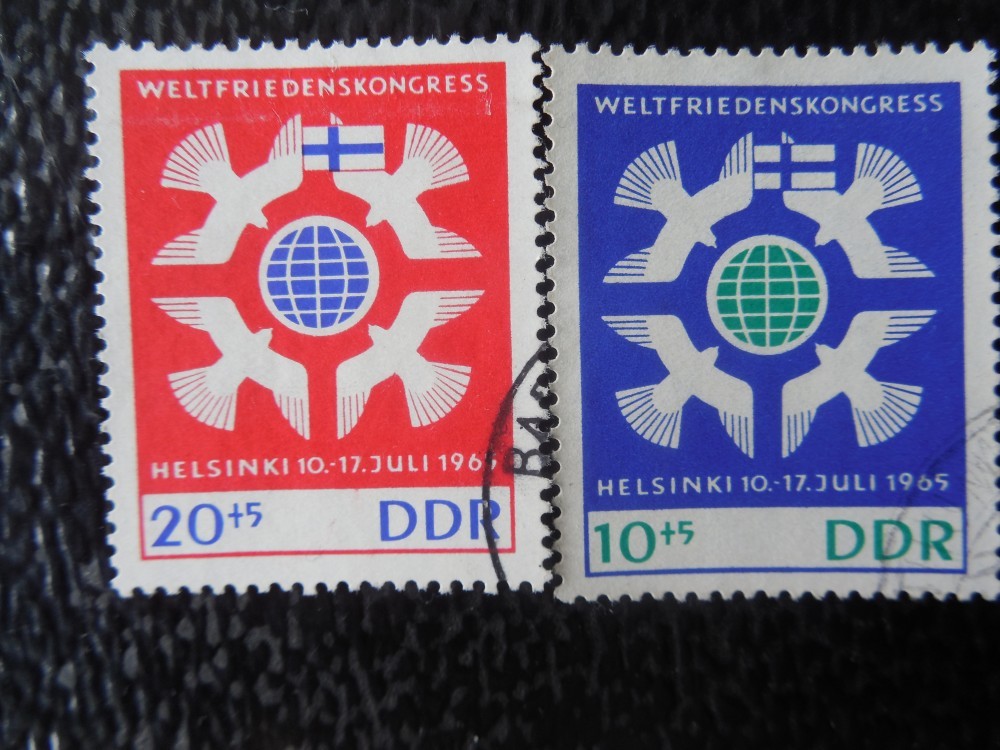 WELTFRIEDENSKONGRESS
HELSINKI 10.-17. JULI 1965
20+5 DDR
WELTFRIEDENSKONGRESS
HELSINKI 10.-17. JULI 1965
10+5 DDR